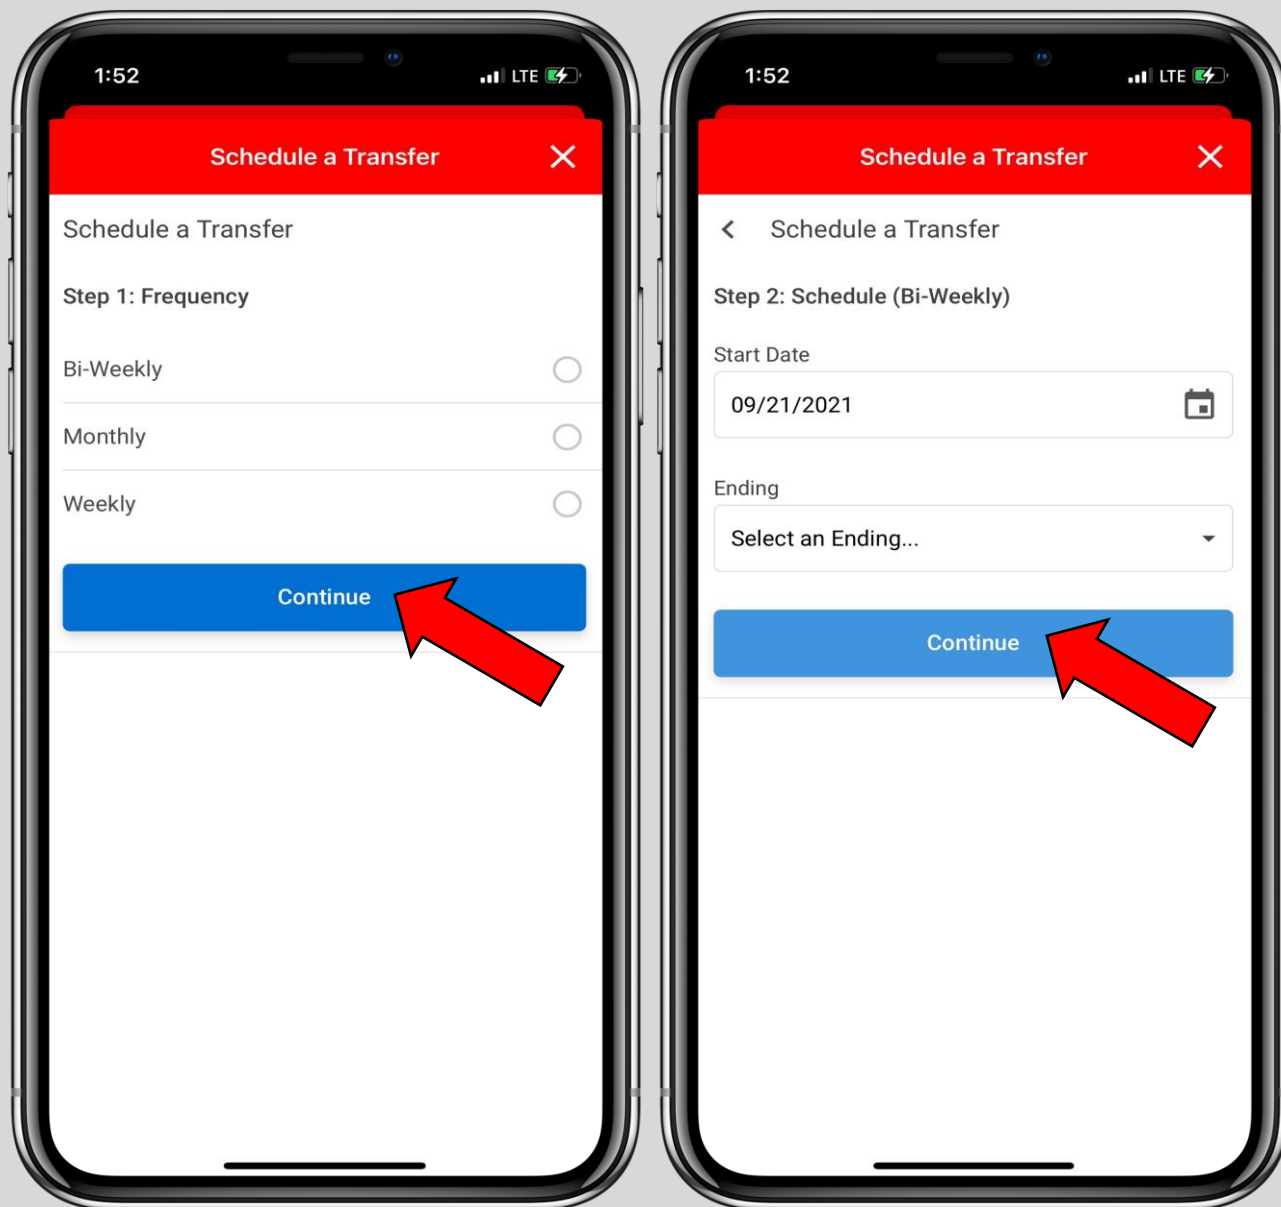 1:52
LTE
Schedule a Transfer
Schedule a Transfer
Step 1: Frequency
Bi-Weekly
Monthly
Weekly
Continue
1:52
LTE
Schedule a Transfer
Schedule a Transfer
Step 2: Schedule (Bi-Weekly)
Start Date
09/21/2021
Ending
Select an Ending...
Continue